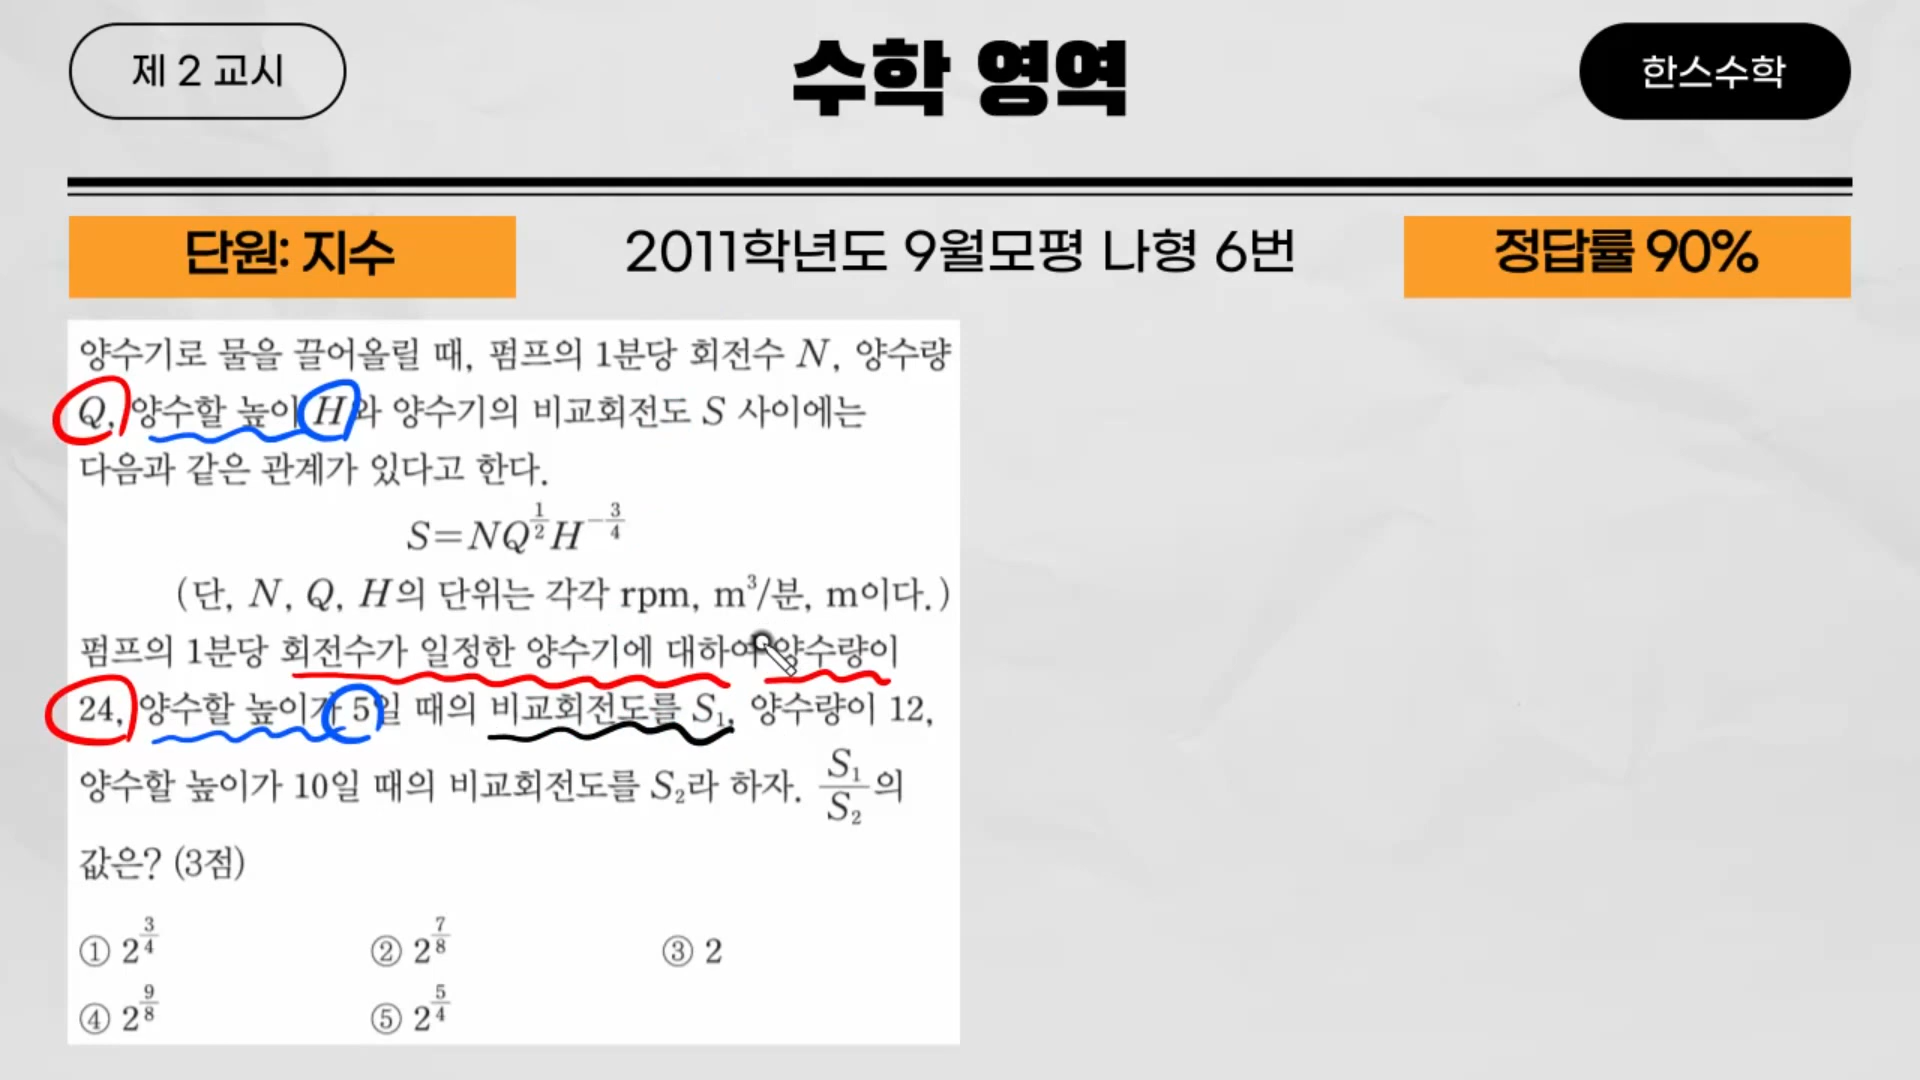 제 2 교시
수학 영역
한스수학
단원: 지수
2011학년도 9월모평 나형 6번
정답률 90%
양수기로 물을 끌어올릴 때, 펌프의 1분당 회전수 N, 양수량
Q, 양수할 높이 H와 양수기의 비교회전도 S 사이에는
다음과 같은 관계가 있다고 한다.
S=NQ^{\frac{1}{2}}H^{-\frac{3}{4}}
(단, N, Q, H의 단위는 각각 rpm, m³/분, m이다.)
펌프의 1분당 회전수가 일정한 양수기에 대하여 양수량이
24, 양수할 높이가 5일 때의 비교회전도를 S₁, 양수량이 12,
양수할 높이가 10일 때의 비교회전도를 S₂라 하자. \frac{S₁}{S₂}의
값은? (3점)
① 2^{\frac{3}{4}} ② 2^{\frac{7}{8}} ③ 2
④ 2^{\frac{9}{8}} ⑤ 2^{\frac{5}{4}}